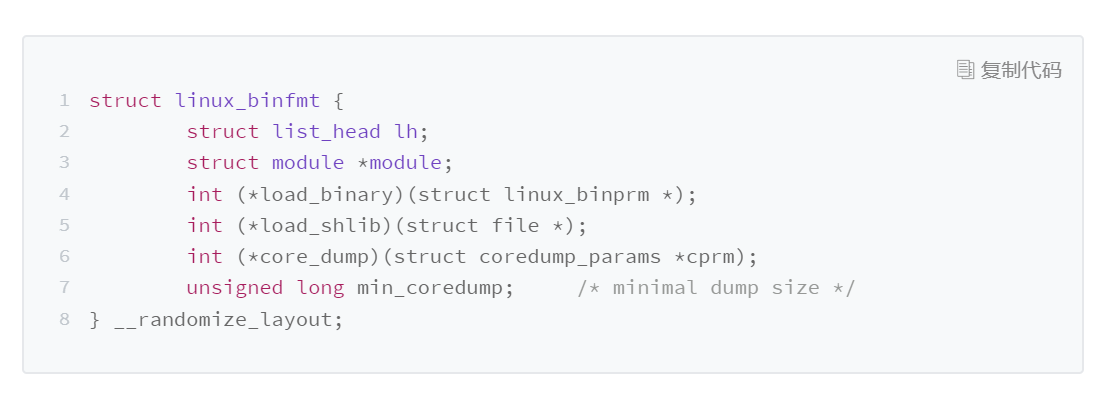 复制代码
1 struct linux_binfmt {
2         struct list_head lh;
3         struct module *module;
4         int (*load_binary)(struct linux_binprm *);
5         int (*load_shlib)(struct file *);
6         int (*core_dump)(struct coredump_params *cprm);
7         unsigned long min_coredump;     /* minimal dump size */
8 } __randomize_layout;